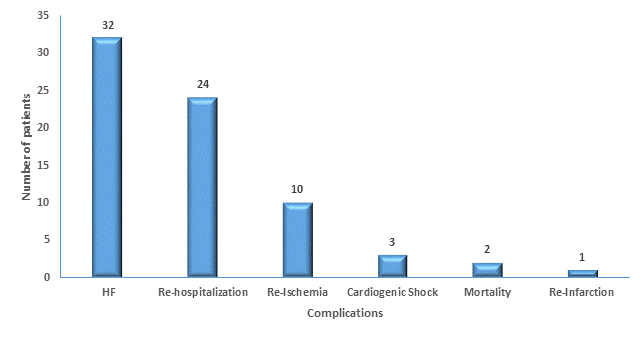 35
30
25
20
15
10
5
0
Number of patients
32
24
10
3
2
1
HF
Re-hospitalization
Re-Ischemia
Cardiogenic Shock
Mortality
Re-Infarction
Complications